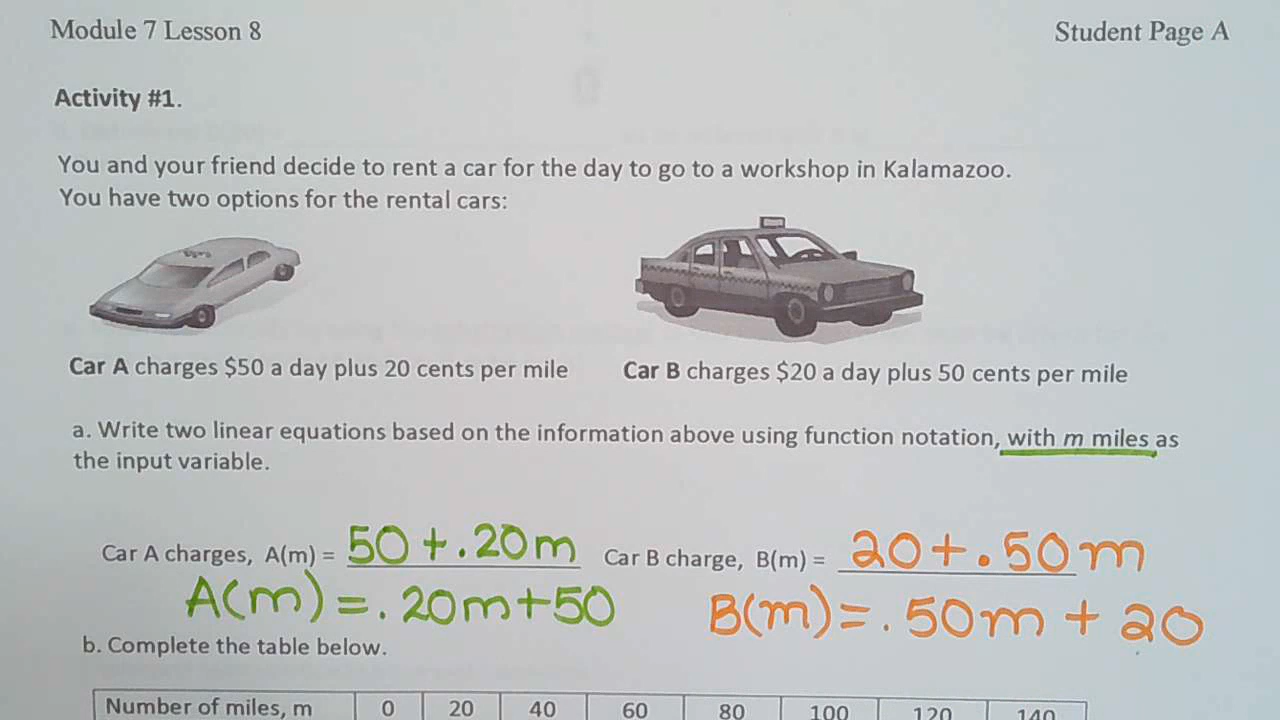 Module 7 Lesson 8 Student Page A
Activity #1.
You and your friend decide to rent a car for the day to go to a workshop in Kalamazoo.
You have two options for the rental cars:
Car A charges $50 a day plus 20 cents per mile Car B charges $20 a day plus 50 cents per mile
a. Write two linear equations based on the information above using function notation, with m miles as
the input variable.
Car A charges, A(m) = 50+.20m Car B charge, B(m) = 20+.50m
A(m)=.20m+50 B(m)=.50m+20
b. Complete the table below.
Number of miles, m 0 20 40 60 80 100 120 140